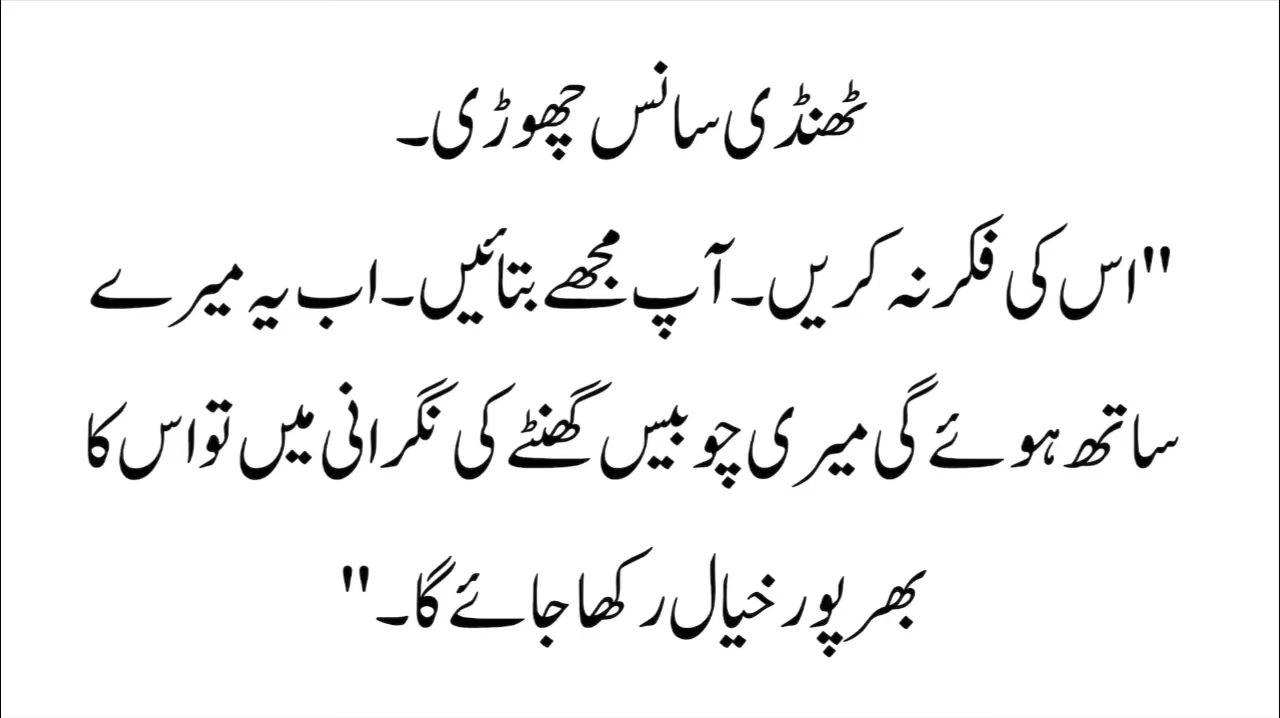 ٹھنڈی سانس چھوڑی۔
"اس کی فکر نہ کریں۔ آپ مجھے بتائیں۔ اب یہ میرے
ساتھ ہوئے گی میری چوبیس گھنٹے کی نگرانی میں تو اس کا
بھرپور خیال رکھا جائے گا۔"